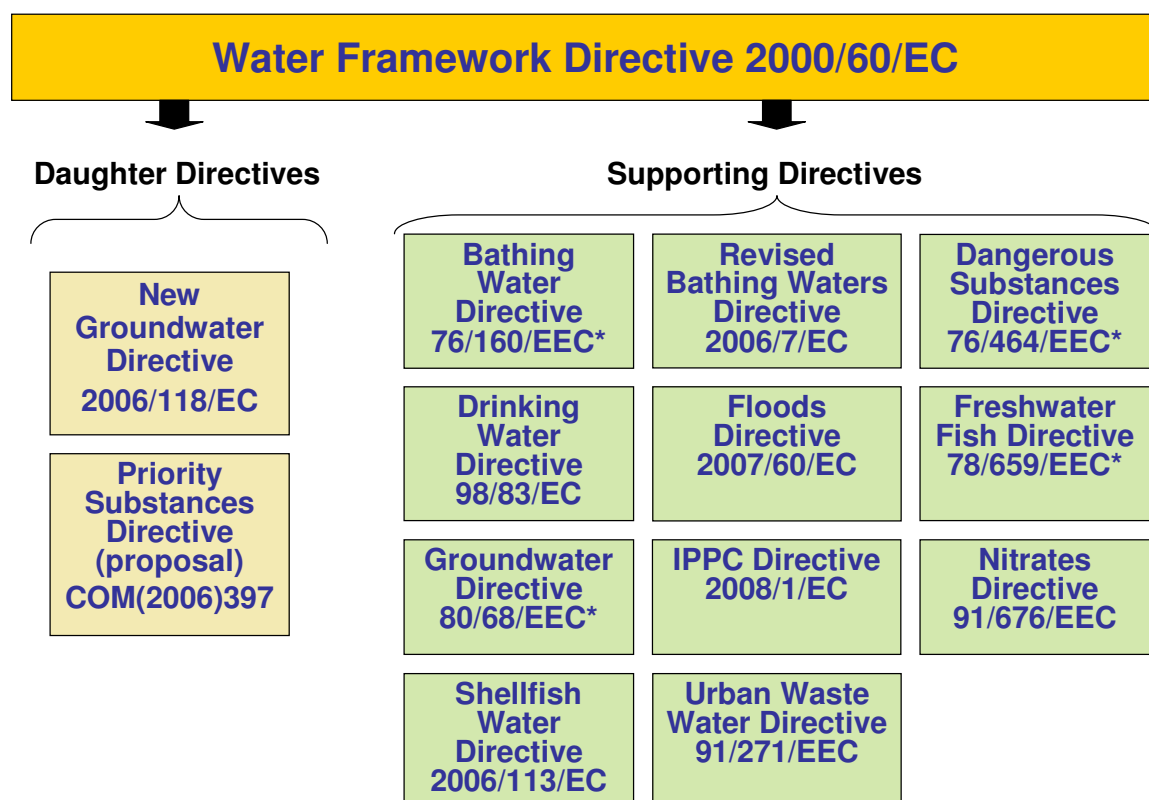 Water Framework Directive 2000/60/EC
Daughter Directives
New
Groundwater
Directive
2006/118/EC
Priority
Substances
Directive
(proposal)
COM(2006)397
Supporting Directives
Bathing
Water
Directive
76/160/EEC*
Revised
Bathing Waters
Directive
2006/7/EC
Dangerous
Substances
Directive
76/464/EEC*
Drinking
Water
Directive
98/83/EC
Floods
Directive
2007/60/EC
Freshwater
Fish Directive
78/659/EEC*
Groundwater
Directive
80/68/EEC*
IPPC Directive
2008/1/EC
Nitrates
Directive
91/676/EEC
Shellfish
Water
Directive
2006/113/EC
Urban Waste
Water Directive
91/271/EEC